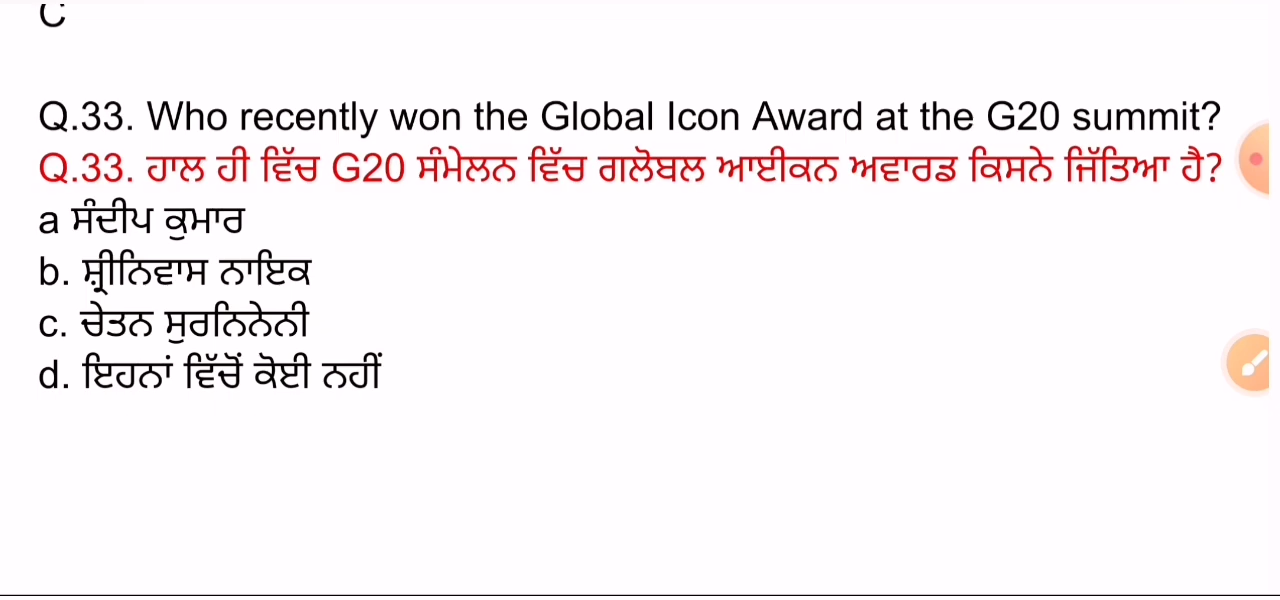 C
Q.33. Who recently won the Global Icon Award at the G20 summit?
Q.33. ਹਾਲ ਹੀ ਵਿੱਚ G20 ਸੰਮੇਲਨ ਵਿੱਚ ਗਲੋਬਲ ਆਈਕਨ ਅਵਾਰਡ ਕਿਸਨੇ ਜਿੱਤਿਆ ਹੈ?
a ਸੰਦੀਪ ਕੁਮਾਰ
b. ਸ਼੍ਰੀਨਿਵਾਸ ਨਾਇਕ
c. ਚੇਤਨ ਸੁਰਨਿਨੇਨੀ
d. ਇਹਨਾਂ ਵਿੱਚੋਂ ਕੋਈ ਨਹੀਂ